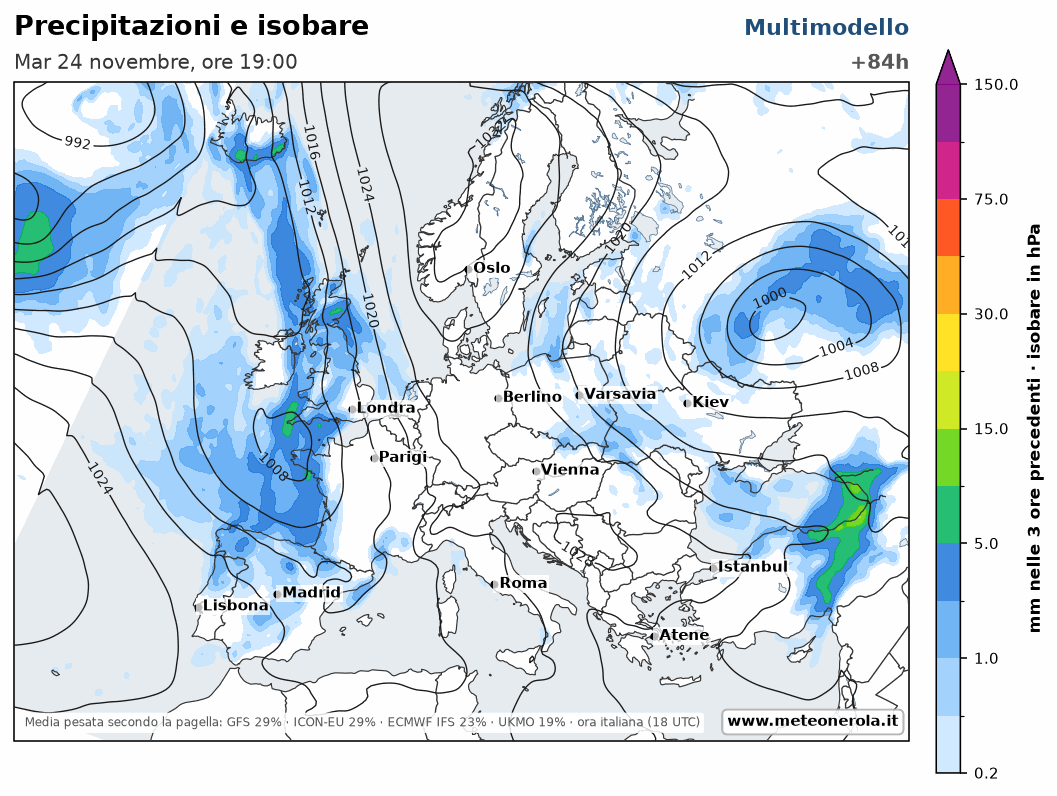 Precipitazioni e isobare
Multimodello
Mar 24 novembre, ore 19:00
+84h
992
1016
1012
1024
1020
1020
1012
1000
1004
1008
1008
1024
Oslo
Berlino
Varsavia
Kiev
Londra
Parigi
Vienna
Istanbul
Roma
Madrid
Lisbona
Atene
150.0
75.0
30.0
15.0
5.0
1.0
0.2
mm nelle 3 ore precedenti · isobare in hPa
Media pesata secondo la pagella: GFS 29% · ICON-EU 29% · ECMWF IFS 23% · UKMO 19% · ora italiana (18 UTC)
www.meteonerola.it